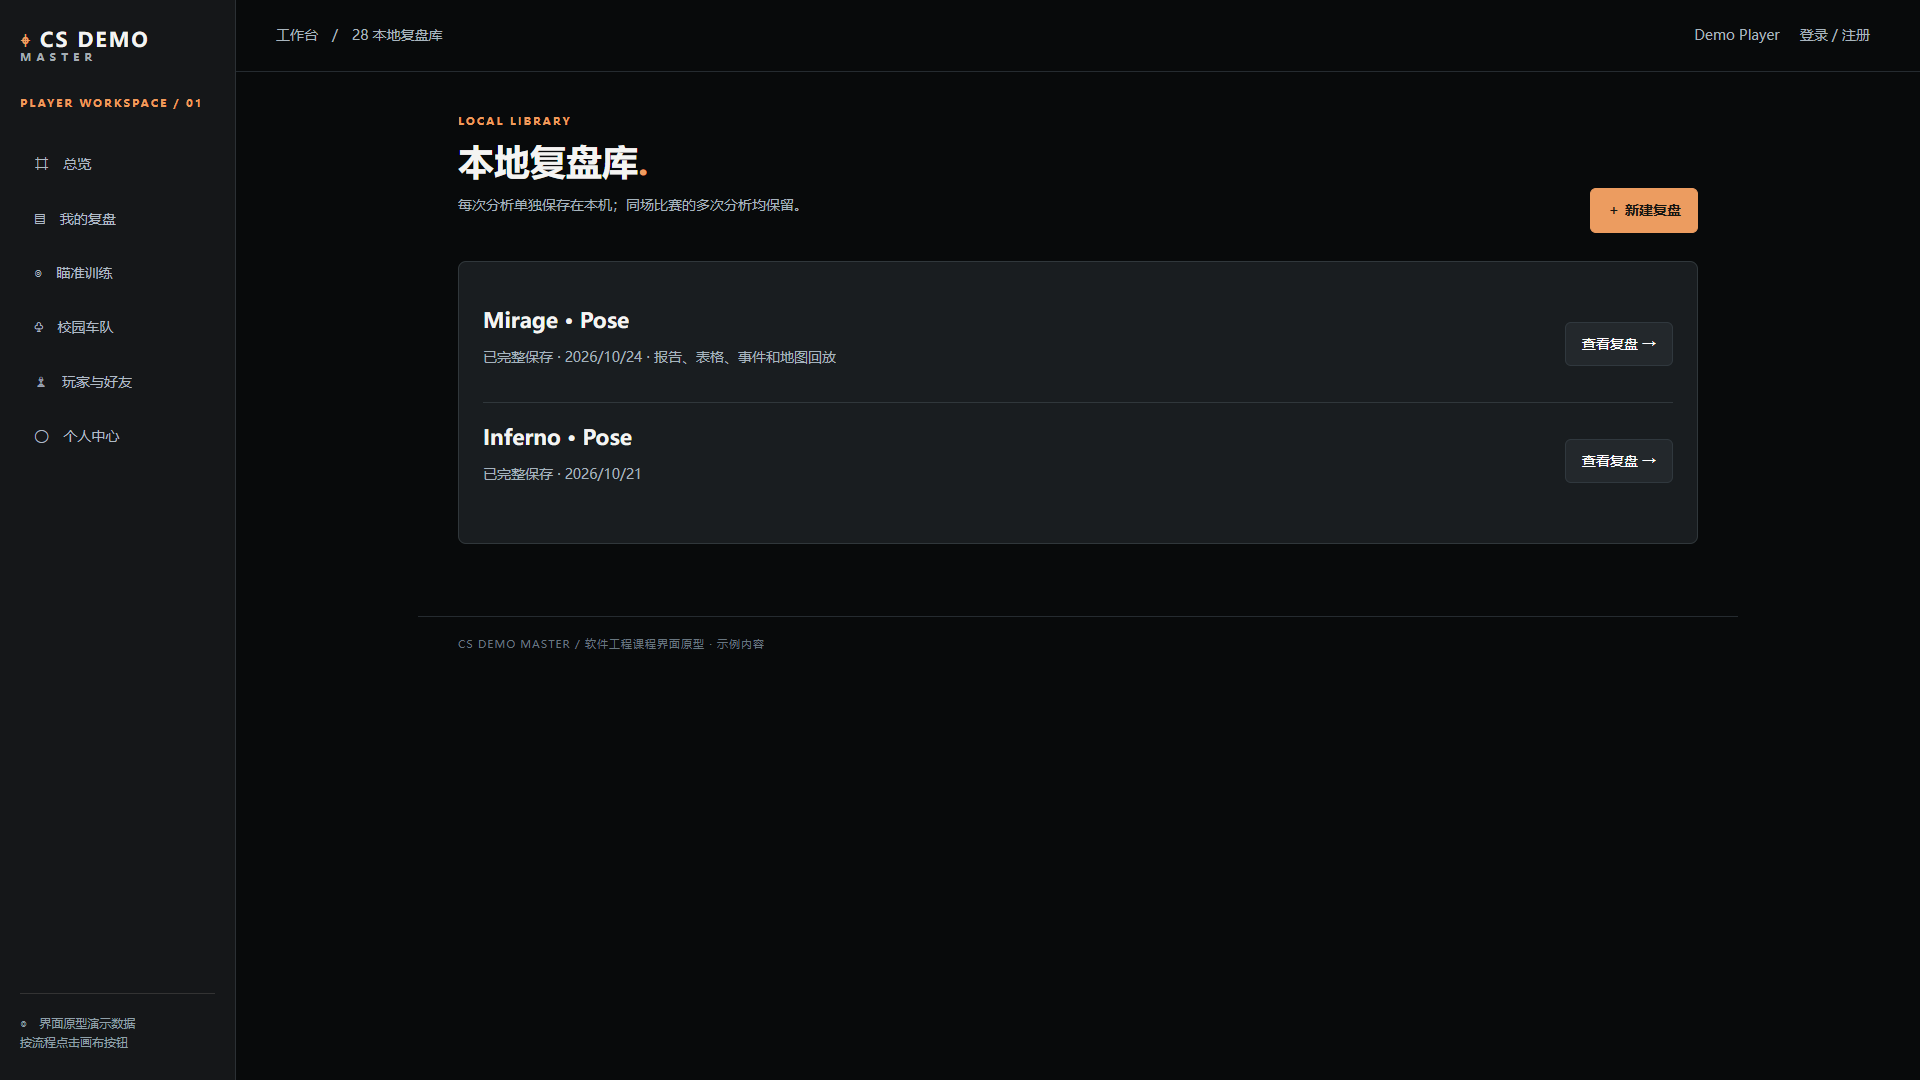 CS DEMO
MASTER
PLAYER WORKSPACE / 01
总览
我的复盘
瞄准训练
校园车队
玩家与好友
个人中心
界面原型演示数据
按流程点击画布按钮
工作台 / 28 本地复盘库
Demo Player 登录 / 注册
LOCAL LIBRARY
本地复盘库.
每次分析单独保存在本机；同场比赛的多次分析均保留。
+ 新建复盘
Mirage • Pose
已完整保存 · 2026/10/24 · 报告、表格、事件和地图回放
查看复盘 →
Inferno • Pose
已完整保存 · 2026/10/21
查看复盘 →
CS DEMO MASTER / 软件工程课程界面原型 · 示例内容